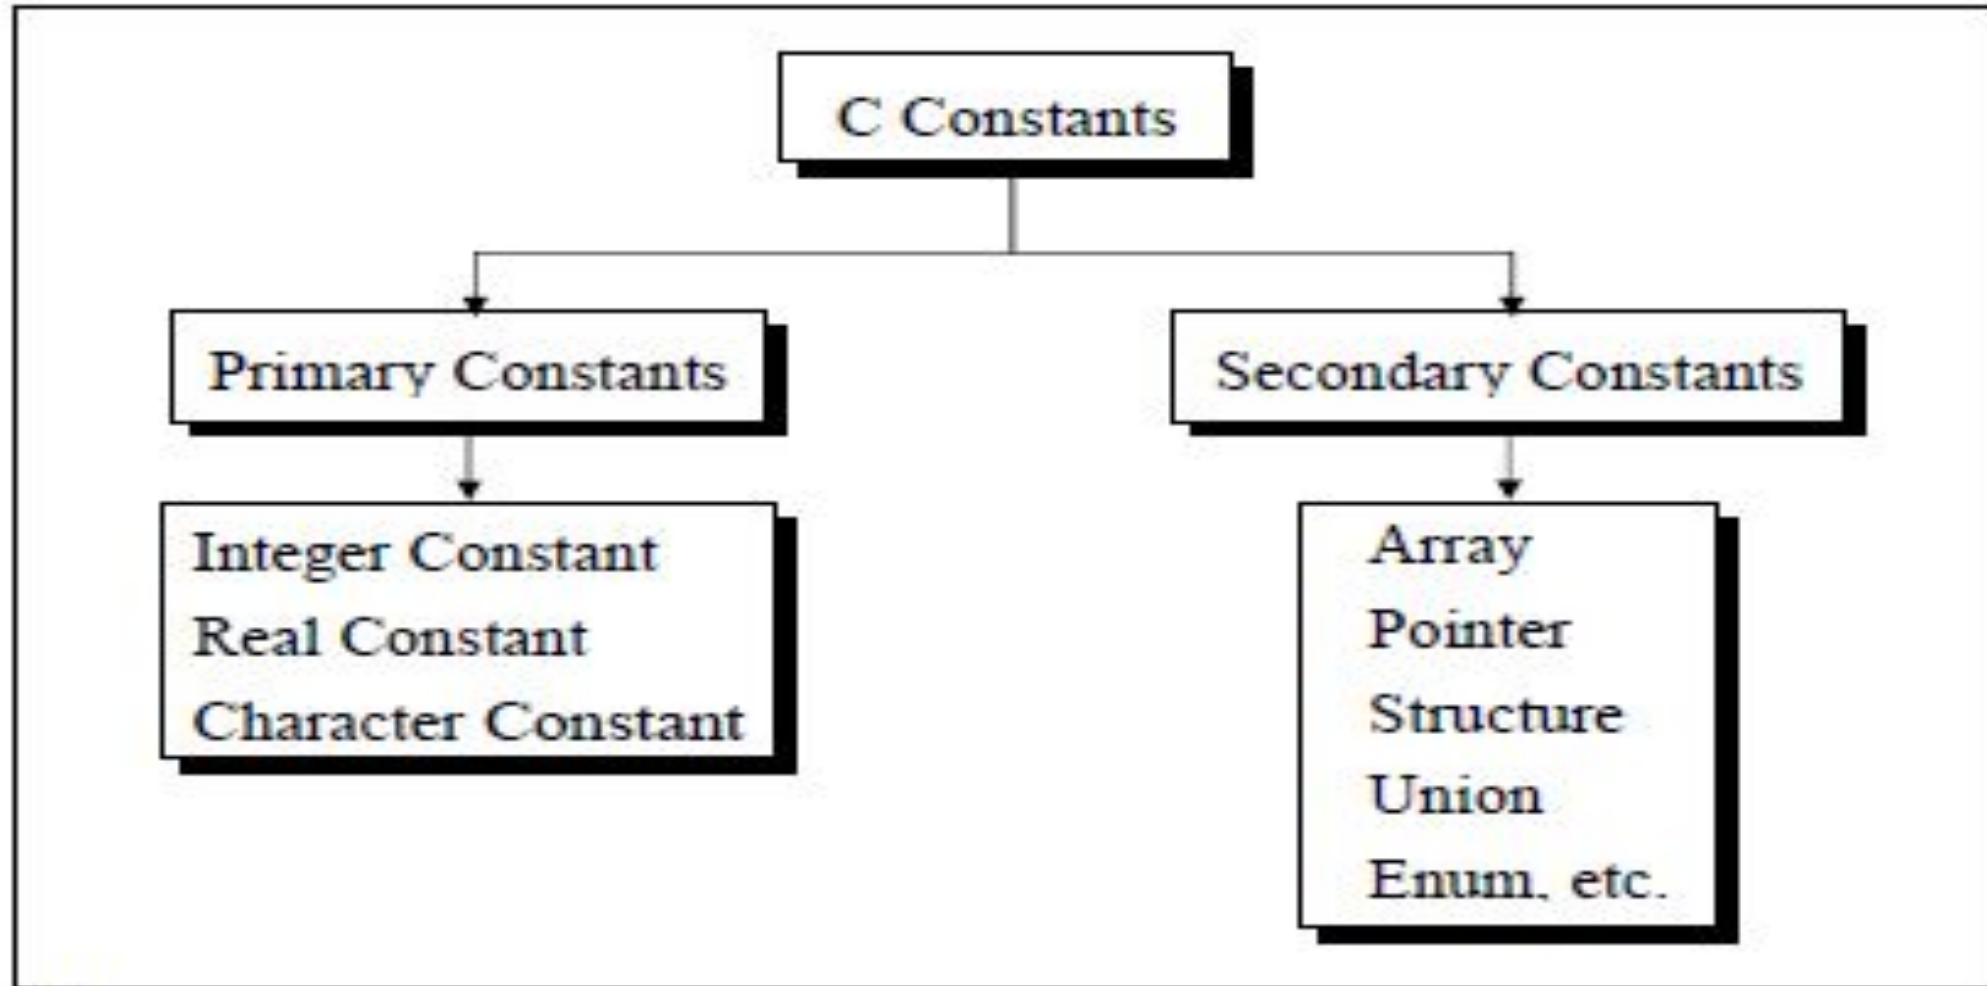 C Constants
Primary Constants
Secondary Constants
Integer Constant
Real Constant
Character Constant
Array
Pointer
Structure
Union
Enum, etc.